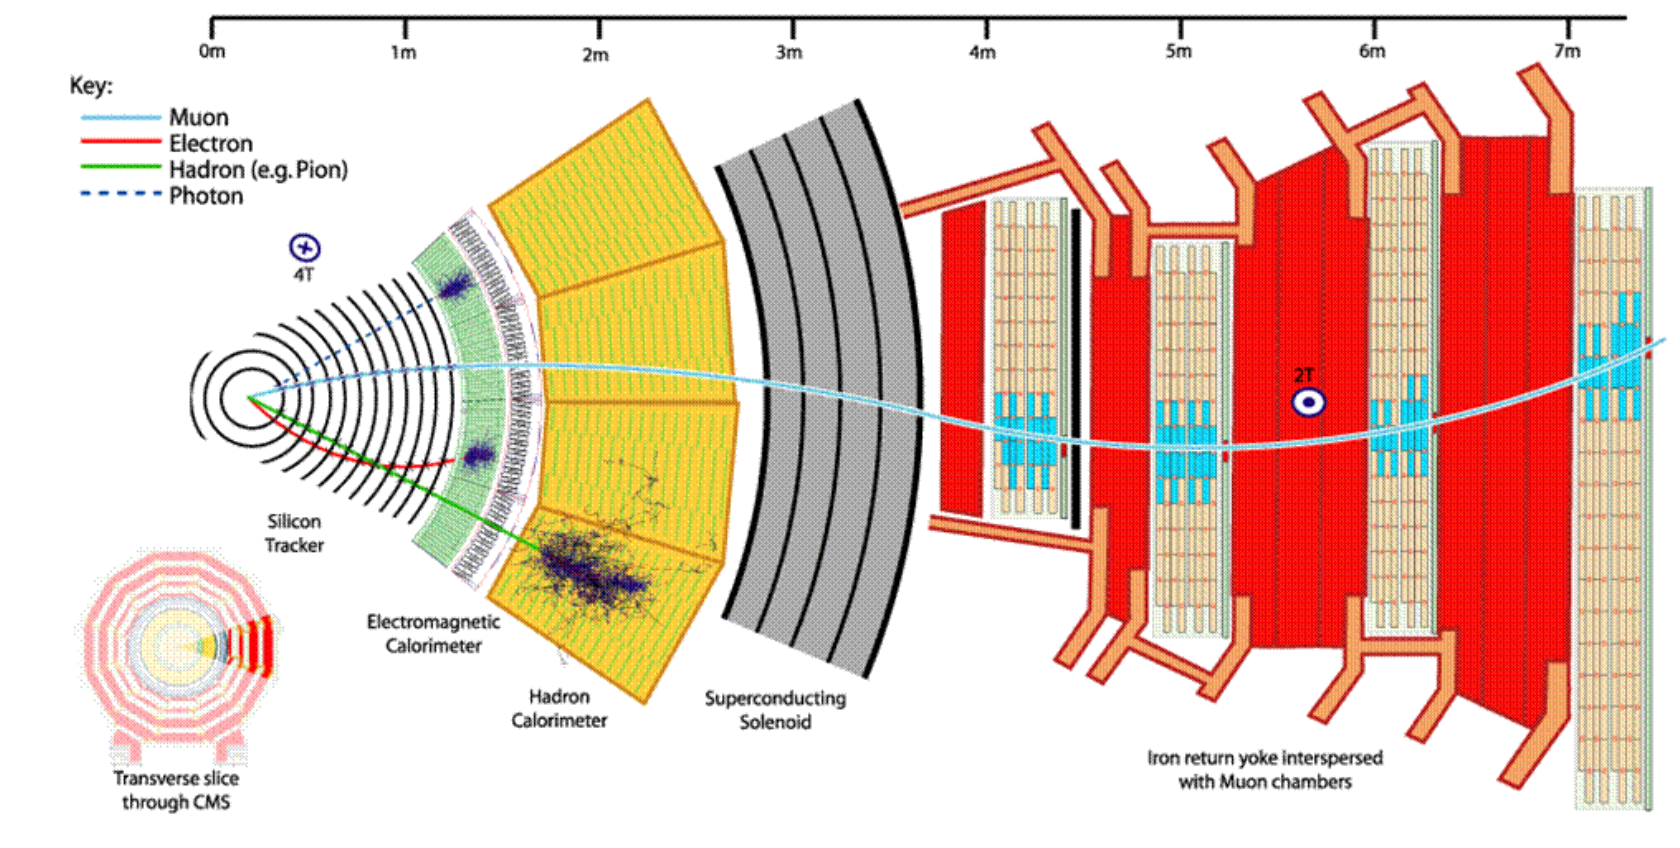 0m 1m 2m 3m 4m 5m 6m 7m
Key:
Muon
Electron
Hadron (e.g. Pion)
Photon
4T
2T
Silicon
Tracker
Electromagnetic
Calorimeter
Hadron
Calorimeter
Superconducting
Solenoid
Iron return yoke interspersed
with Muon chambers
Transverse slice
through CMS